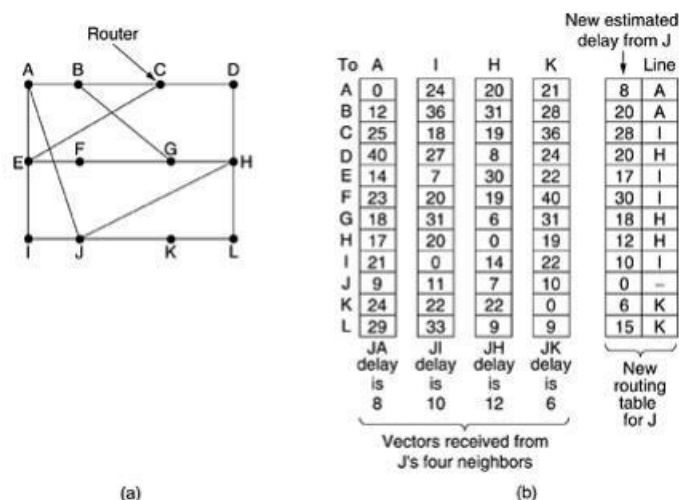 Router
A B C D
E F G H
I J K L
(a)
New estimated
delay from J
To A I H K Line
A 0 24 20 21 8 A
B 12 36 31 28 20 A
C 25 18 19 36 28 I
D 40 27 8 24 20 H
E 14 7 30 22 17 I
F 23 20 19 40 30 I
G 18 31 6 31 18 H
H 17 20 0 19 12 H
I 21 0 14 22 10 I
J 9 11 7 10 0 –
K 24 22 22 0 6 K
L 29 33 9 9 15 K
JA JI JH JK
delay delay delay delay
is is is is
8 10 12 6
Vectors received from
J's four neighbors
New
routing
table
for J
(b)